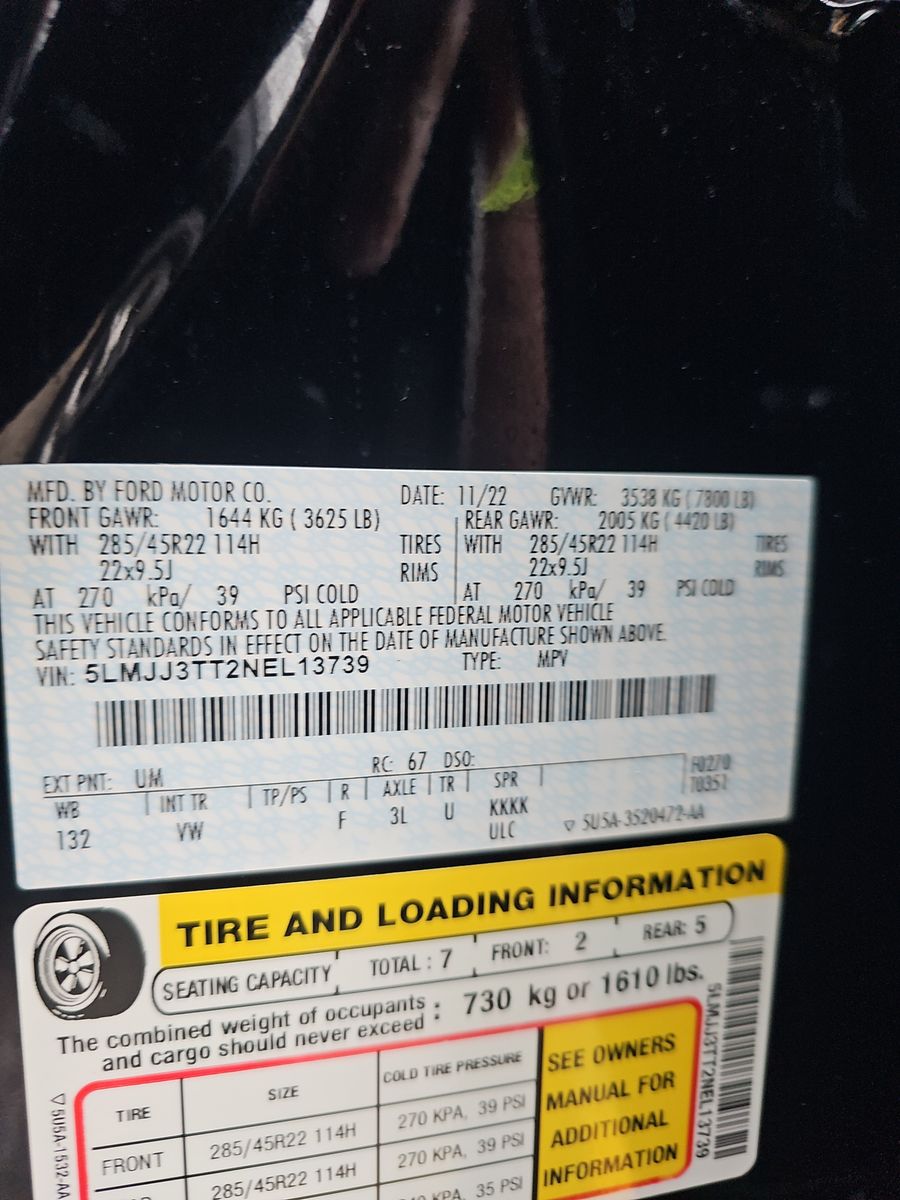 MFD. BY FORD MOTOR CO. DATE: 11/22 GVWR: 3538 KG ( 7800 LB)
FRONT GAWR: 1644 KG ( 3625 LB) REAR GAWR: 2005 KG ( 4420 LB)
WITH 285/45R22 114H TIRES WITH 285/45R22 114H TIRES
22x9.5J RIMS 22x9.5J RIMS
AT 270 kPa/ 39 PSI COLD AT 270 kPa/ 39 PSI COLD
THIS VEHICLE CONFORMS TO ALL APPLICABLE FEDERAL MOTOR VEHICLE
SAFETY STANDARDS IN EFFECT ON THE DATE OF MANUFACTURE SHOWN ABOVE.
VIN: 5LMJJ3TT2NEL13739 TYPE: MPV
EXT PNT: UM RC: 67 DSO: F0270
WB INT TR TP/PS R AXLE TR SPR T0357
132 VW F 3L U KKKK
ULC ▽ 5U5A-3520472-AA
TIRE AND LOADING INFORMATION
SEATING CAPACITY TOTAL : 7 FRONT: 2 REAR: 5
The combined weight of occupants
and cargo should never exceed : 730 kg or 1610 lbs.
TIRE SIZE COLD TIRE PRESSURE
FRONT 285/45R22 114H 270 KPA, 39 PSI
285/45R22 114H 270 KPA, 39 PSI
KPA, 35 PSI
SEE OWNERS
MANUAL FOR
ADDITIONAL
INFORMATION
5LMJJ3TT2NEL13739
▽5U5A-1532-AA